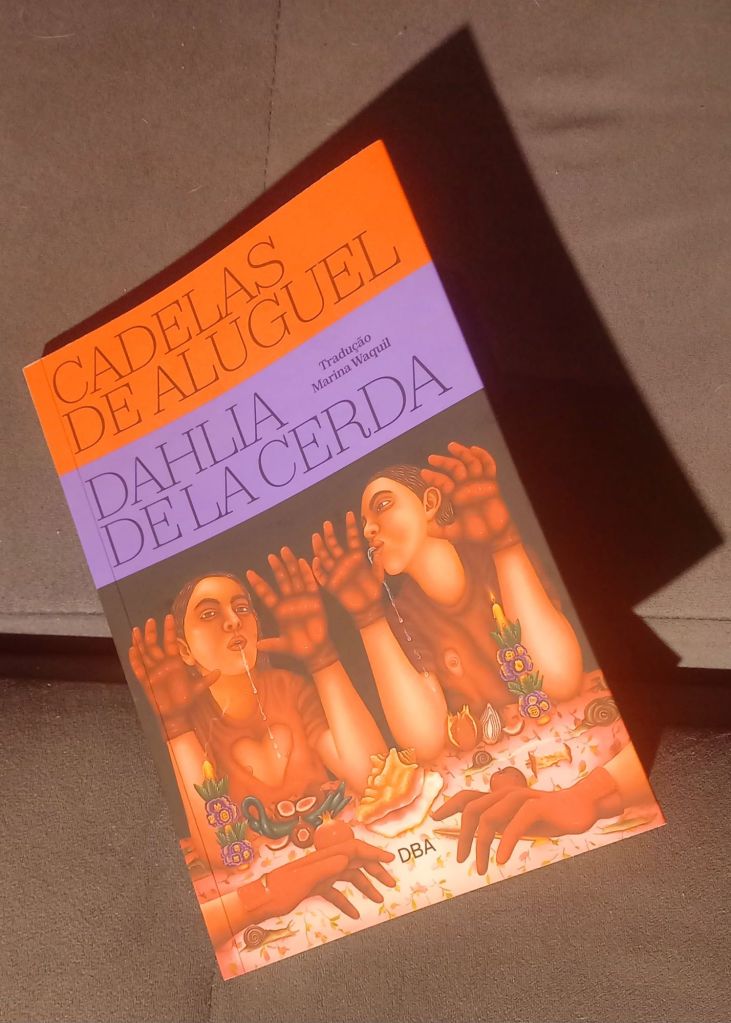 CADELAS
DE ALUGUEL
Tradução
Marina Waquil
DAHLIA
DE LA CERDA
DBA